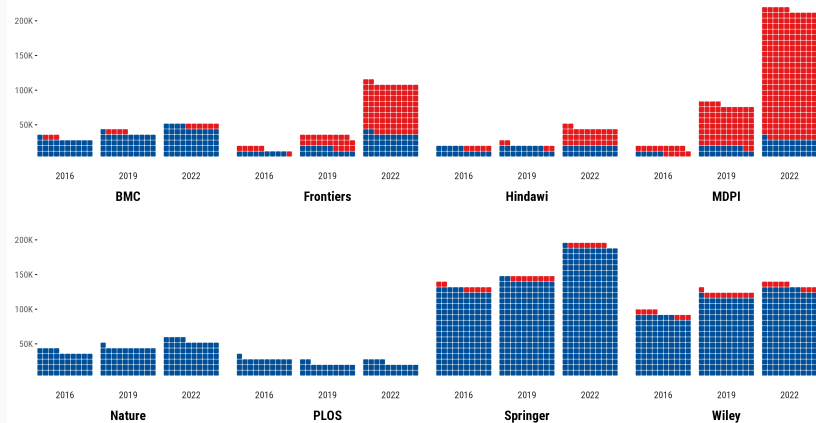 200K
150K
100K
50K
2016 2019 2022 2016 2019 2022 2016 2019 2022 2016 2019 2022
BMC Frontiers Hindawi MDPI
200K
150K
100K
50K
2016 2019 2022 2016 2019 2022 2016 2019 2022 2016 2019 2022
Nature PLOS Springer Wiley